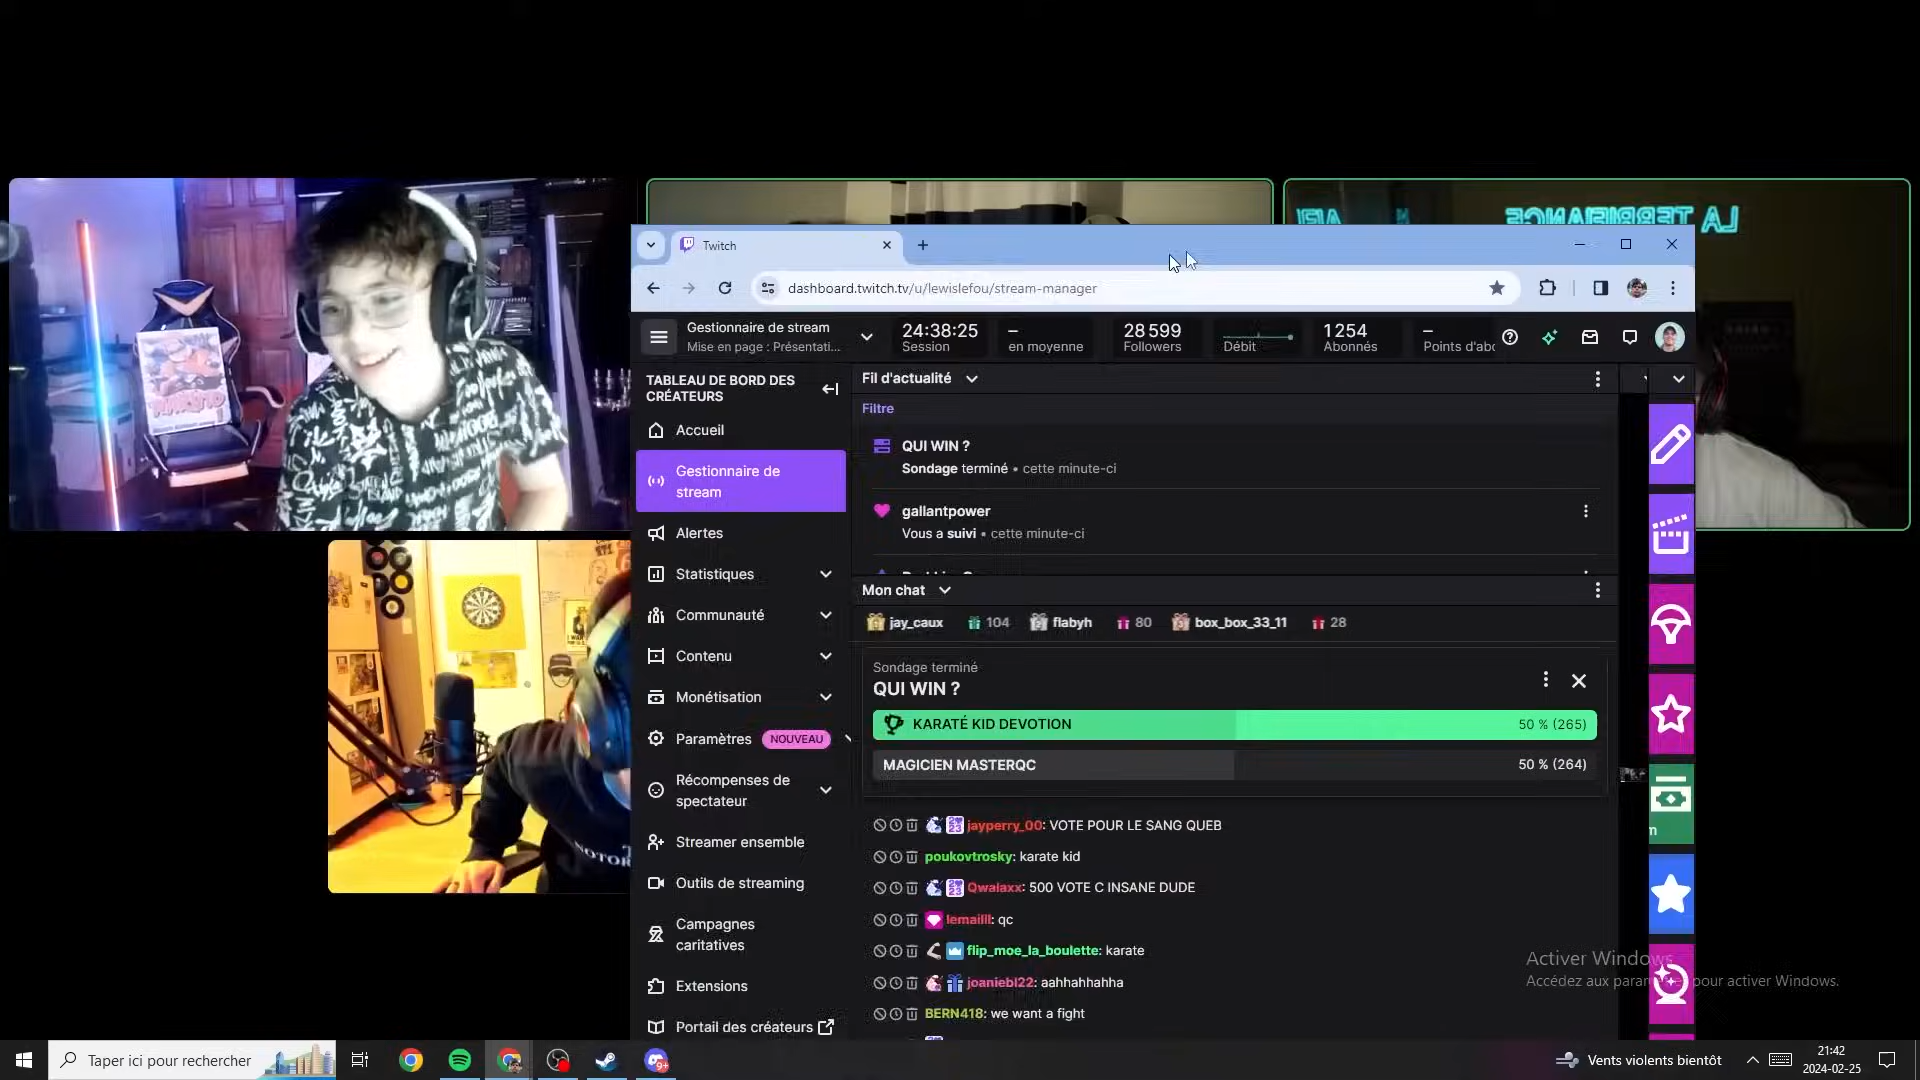 LA TERRISIANCE
Twitch
dashboard.twitch.tv/u/lewislefou/stream-manager
Gestionnaire de stream
Mise en page : Présentati...
24:38:25
Session
–
en moyenne
28 599
Followers
Débit
1 254
Abonnés
–
Points d'abo
TABLEAU DE BORD DES
CRÉATEURS
Accueil
Gestionnaire de
stream
Alertes
Statistiques
Communauté
Contenu
Monétisation
Paramètres NOUVEAU
Récompenses de
spectateur
Streamer ensemble
Outils de streaming
Campagnes
caritatives
Extensions
Portail des créateurs
Fil d'actualité
Filtre
QUI WIN ?
Sondage terminé • cette minute-ci
gallantpower
Vous a suivi • cette minute-ci
Mon chat
jay_caux 104 flabyh 80 box_box_33_11 28
Sondage terminé
QUI WIN ?
KARATÉ KID DEVOTION 50 % (265)
MAGICIEN MASTERQC 50 % (264)
jayperry_00: VOTE POUR LE SANG QUEB
poukovtrosky: karate kid
Qwalaxx: 500 VOTE C INSANE DUDE
lemailll: qc
flip_moe_la_boulette: karate
joaniebl22: aahhahhahha
BERN418: we want a fight
m
Activer Windows
Accédez aux para pour activer Windows.
NOTOR
Taper ici pour rechercher
9+
Vents violents bientôt
21:42
2024-02-25